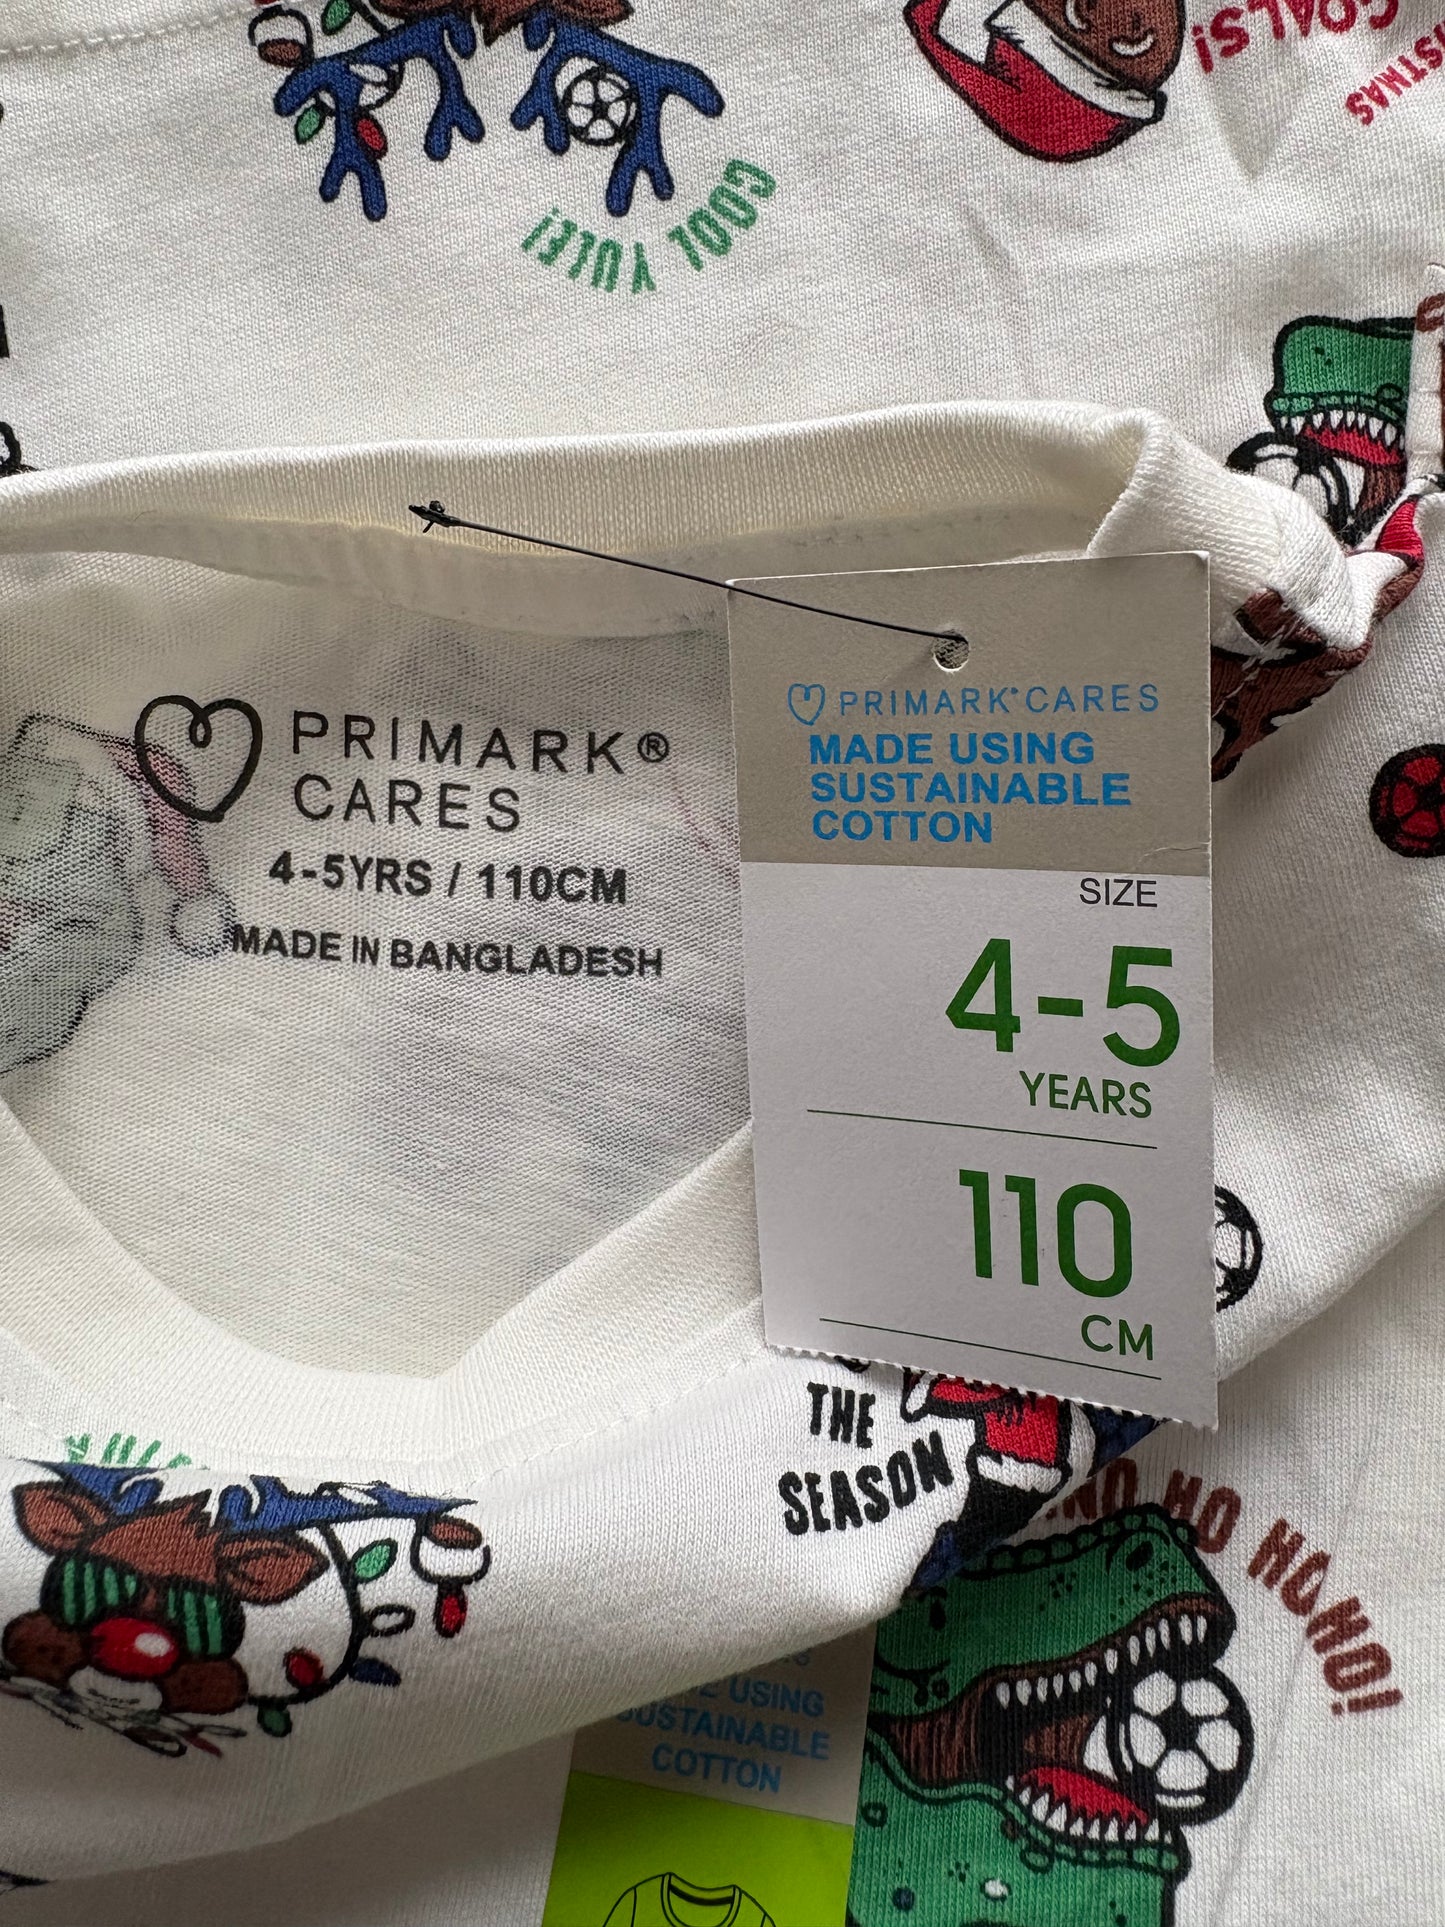 GOALS!
COOL YULE!
PRIMARK®
CARES
4-5YRS / 110CM
MADE IN BANGLADESH
PRIMARK® CARES
MADE USING
SUSTAINABLE
COTTON
SIZE
4-5
YEARS
110
CM
THE
SEASON
HO HO HO!
USING
SUSTAINABLE
COTTON